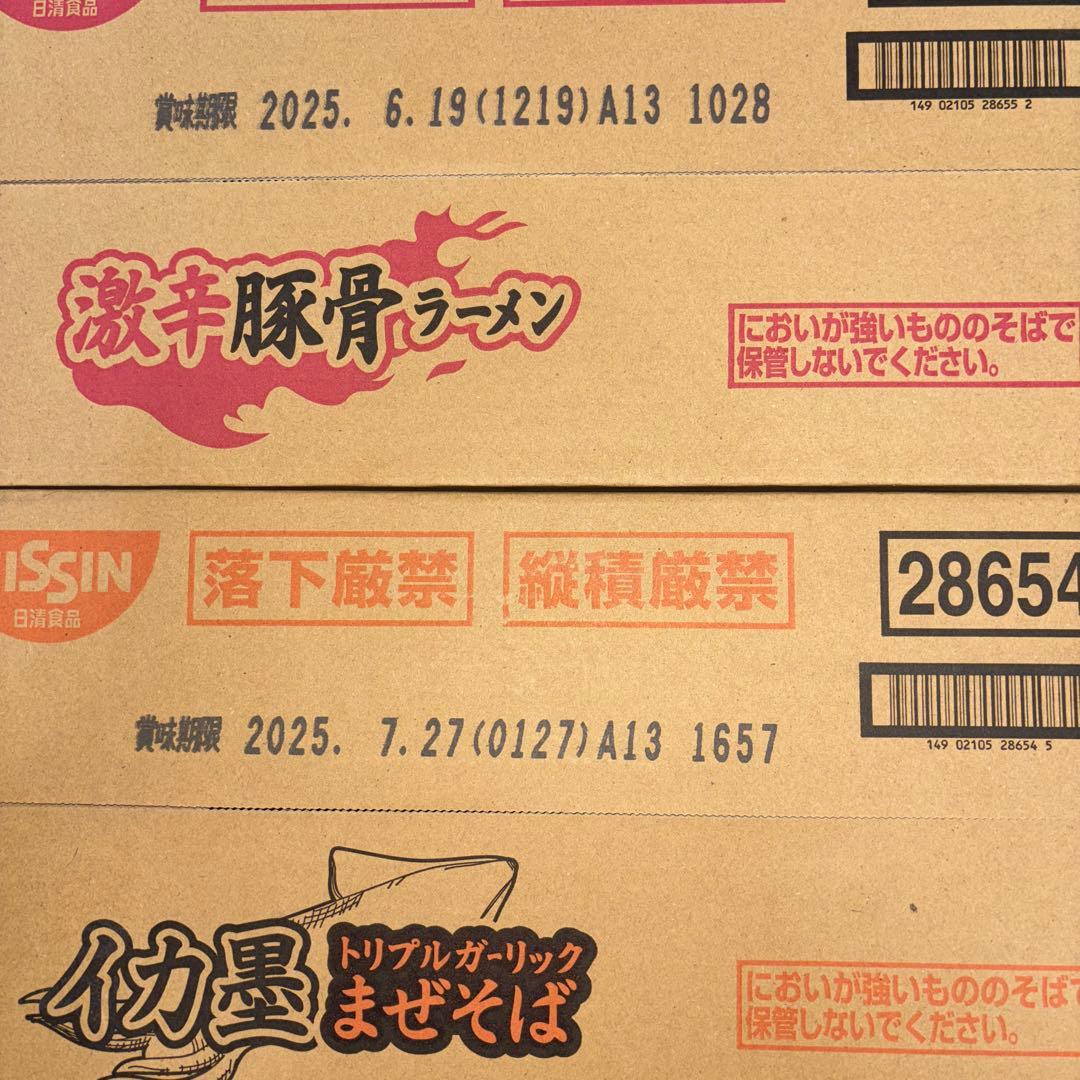 日清食品
賞味期限 2025. 6.19(1219)A13 1028
149 02105 28655 2
激辛豚骨ラーメン
においが強いもののそばで
保管しないでください。
ISSIN
日清食品
落下厳禁
縦積厳禁
28654
賞味期限 2025. 7.27(0127)A13 1657
149 02105 28654 5
イカ墨
トリプルガーリック
まぜそば
においが強いもののそばで
保管しないでください。